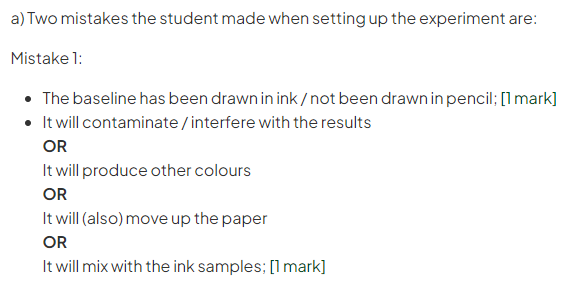 a) Two mistakes the student made when setting up the experiment are:
Mistake 1:
• The baseline has been drawn in ink / not been drawn in pencil; [1 mark]
• It will contaminate / interfere with the results
OR
It will produce other colours
OR
It will (also) move up the paper
OR
It will mix with the ink samples; [1 mark]